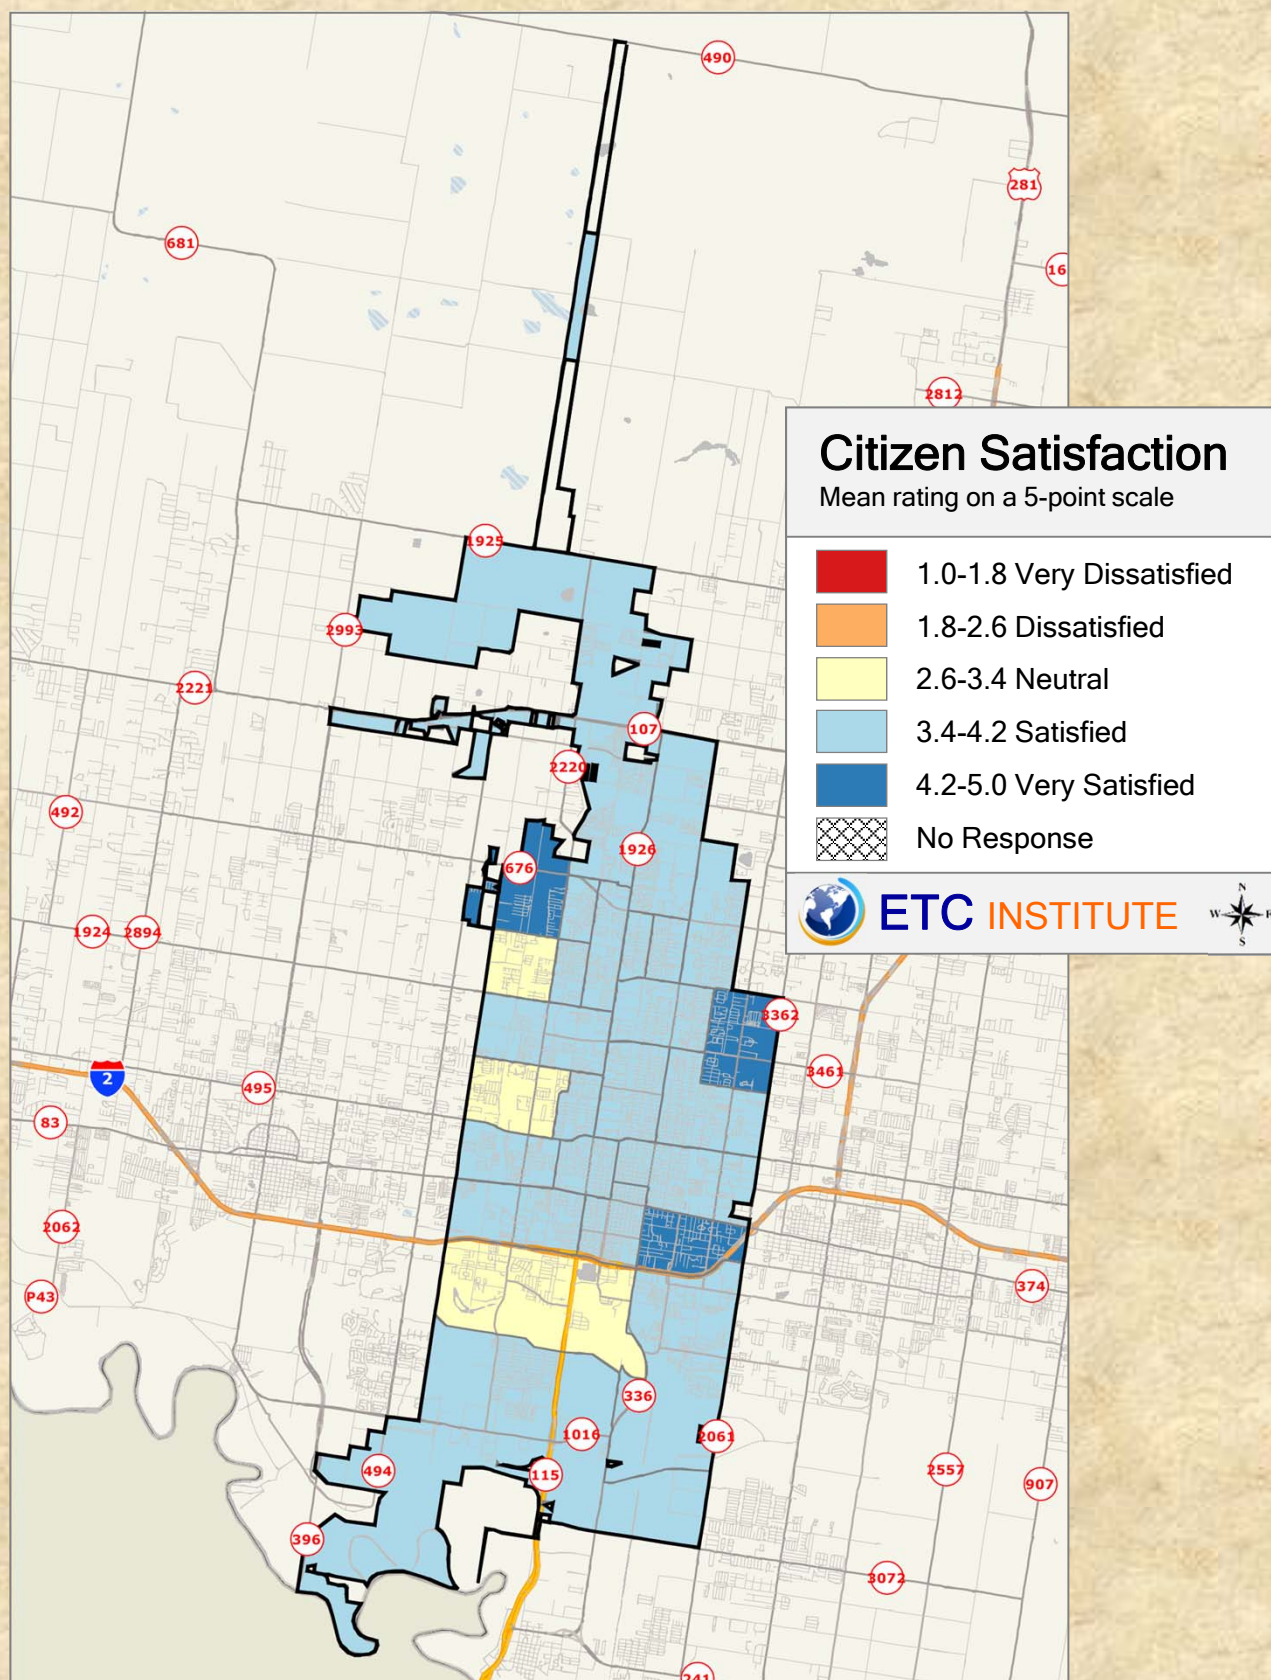 490
281
681
16
2812
Citizen Satisfaction
Mean rating on a 5-point scale
1.0-1.8 Very Dissatisfied
1.8-2.6 Dissatisfied
2.6-3.4 Neutral
3.4-4.2 Satisfied
4.2-5.0 Very Satisfied
No Response
ETC INSTITUTE
N
W
E
S
1925
2993
2221
107
2220
492
1926
676
1924
2894
3362
2
495
3461
83
2062
P43
374
336
1016
2061
494
115
2557
907
396
3072
241